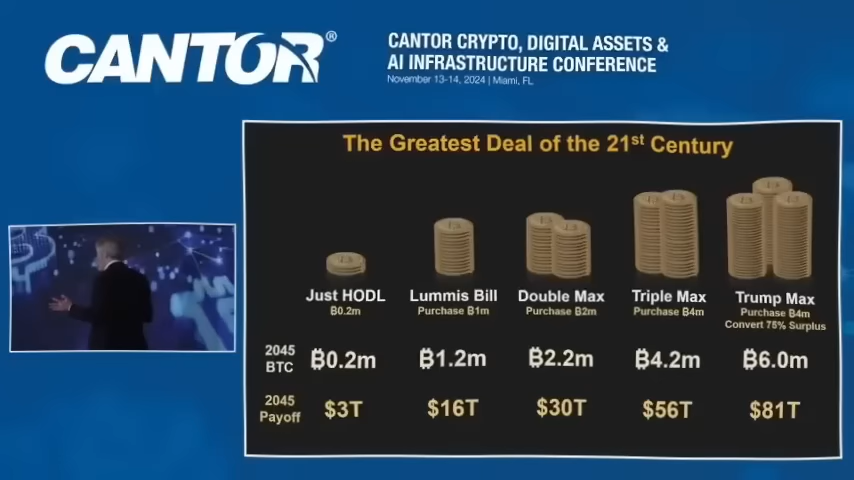 CANTOR®
CANTOR CRYPTO, DIGITAL ASSETS &
AI INFRASTRUCTURE CONFERENCE
November 13-14, 2024 | Miami, FL
The Greatest Deal of the 21st Century
Just HODL
₿0.2m
Lummis Bill
Purchase ₿1m
Double Max
Purchase ₿2m
Triple Max
Purchase ₿4m
Trump Max
Purchase ₿4m
Convert 75% Surplus
2045
BTC
₿0.2m ₿1.2m ₿2.2m ₿4.2m ₿6.0m
2045
Payoff
$3T $16T $30T $56T $81T